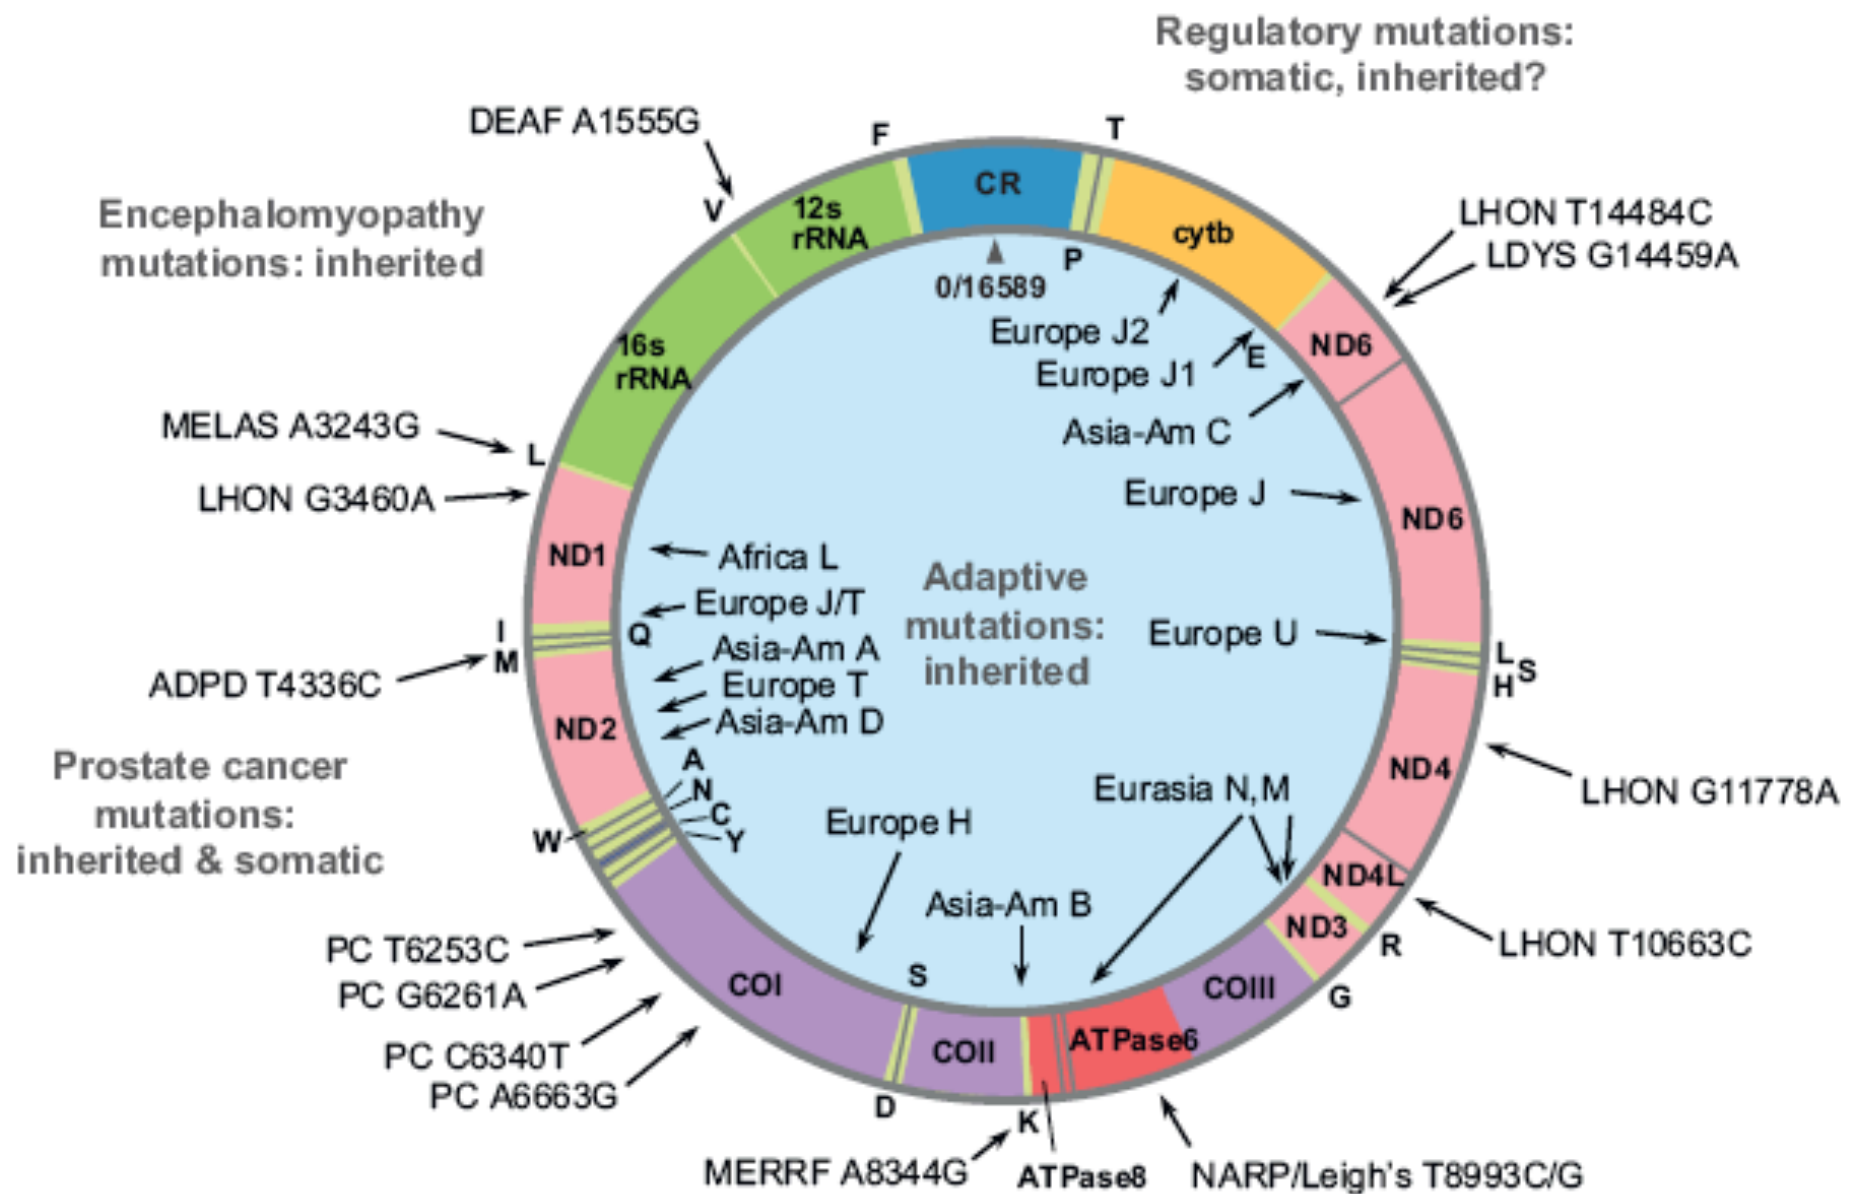 Regulatory mutations:
somatic, inherited?
DEAF A1555G
F
T
CR
V
12s
rRNA
cytb
P
0/16589
Encephalomyopathy
mutations: inherited
LHON T14484C
LDYS G14459A
Europe J2
Europe J1
E
ND6
16s
rRNA
Asia-Am C
MELAS A3243G
L
LHON G3460A
Europe J
ND6
ND1
Africa L
Europe J/T
Adaptive
mutations:
inherited
I
Q
M
Asia-Am A
Europe T
Asia-Am D
Europe U
L
S
H
ADPD T4336C
ND2
A
N
C
Y
W
Prostate cancer
mutations:
inherited & somatic
ND4
LHON G11778A
Eurasia N,M
Europe H
Asia-Am B
ND4L
ND3
R
LHON T10663C
PC T6253C
PC G6261A
PC C6340T
PC A6663G
COI
S
COIII
G
COII
ATPase6
D
K
MERRF A8344G
ATPase8
NARP/Leigh's T8993C/G